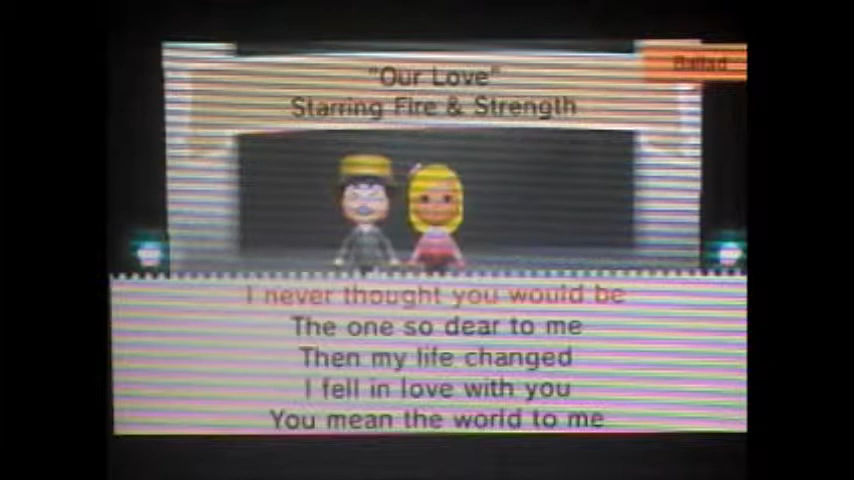 "Our Love"
Ballad
Starring Fire & Strength
I never thought you would be
The one so dear to me
Then my life changed
I fell in love with you
You mean the world to me